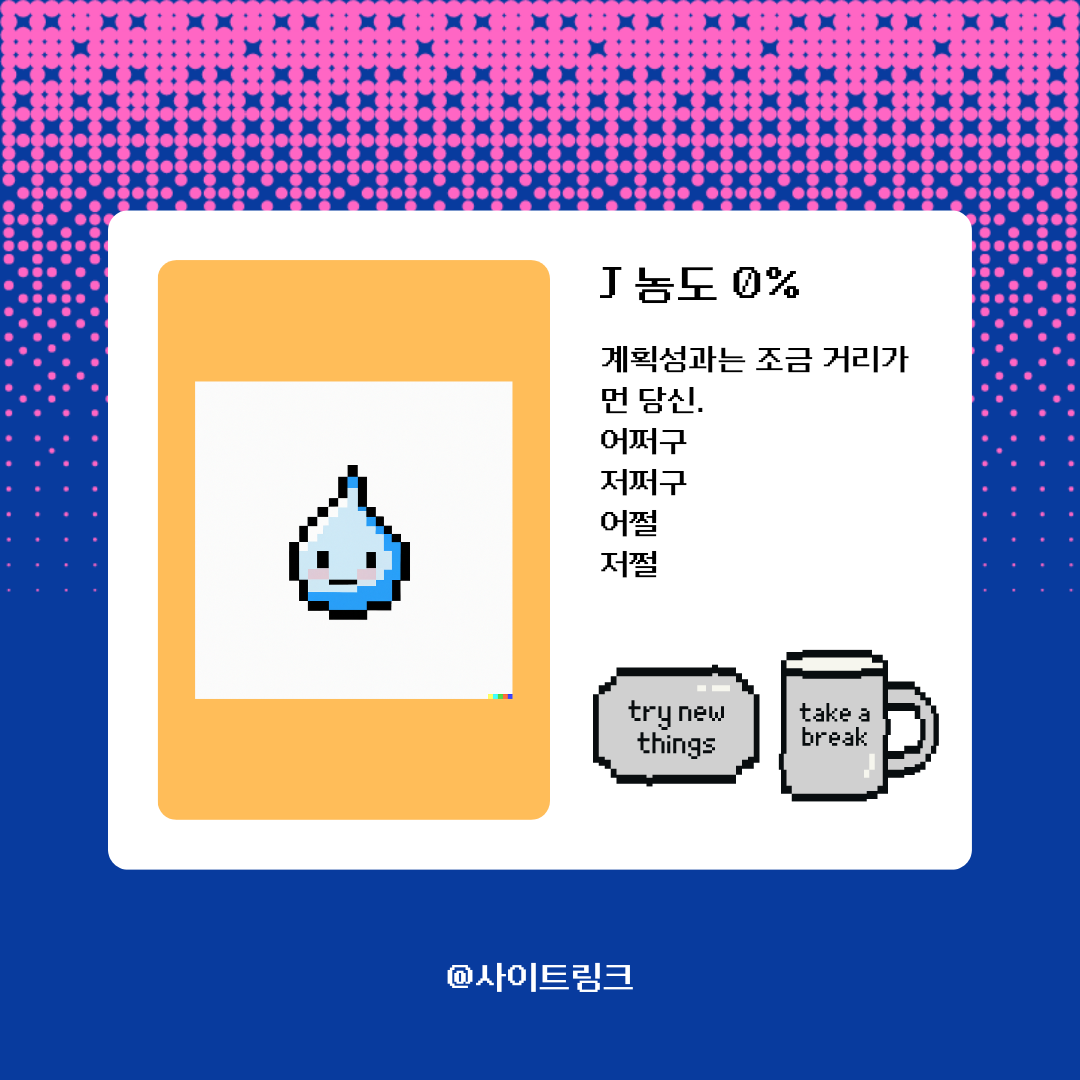 J 농도 0%
계획성과는 조금 거리가
먼 당신.
어쩌구
저쩌구
어쩔
저쩔
try new
things
take a
break
@사이트링크